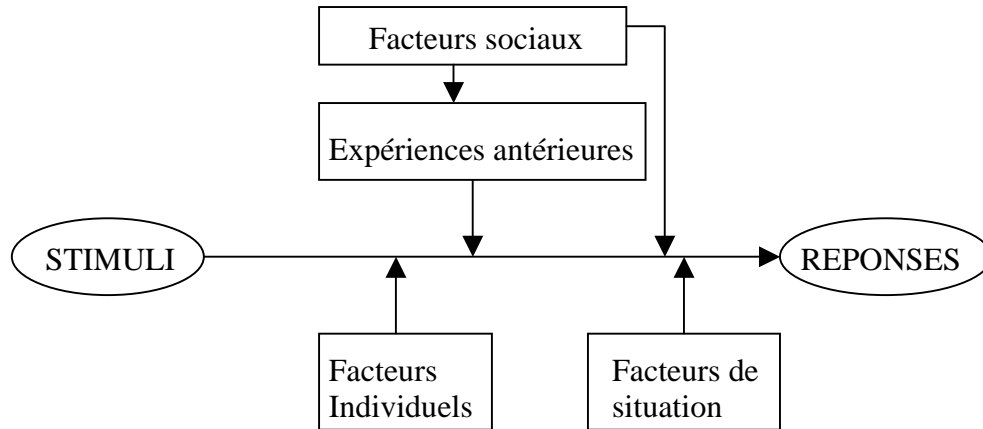 Facteurs sociaux
Expériences antérieures
STIMULI
REPONSES
Facteurs
Individuels
Facteurs de
situation